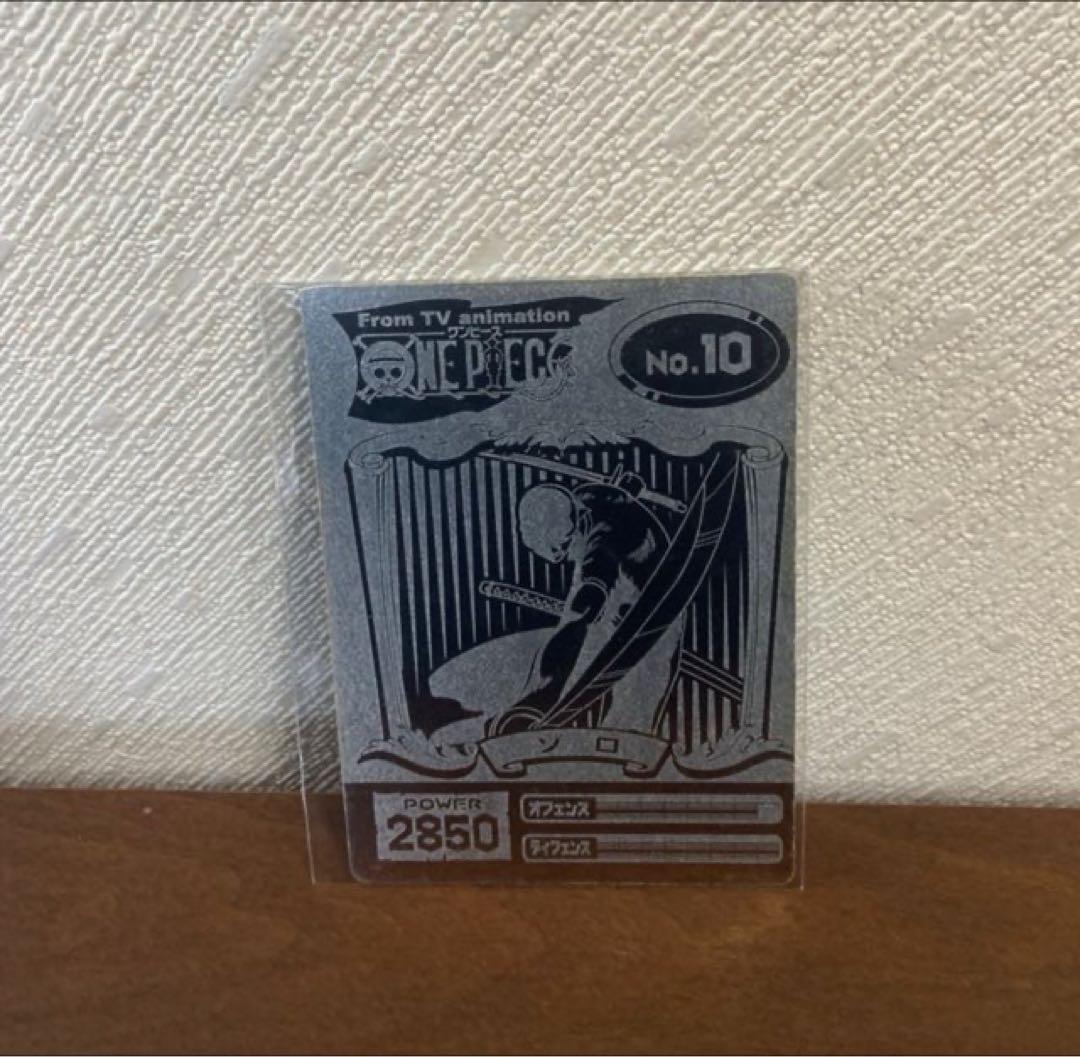 From TV animation
ワンピース
ONE PIECE
No.10
ゾロ
POWER
2850
オフェンス
ディフェンス